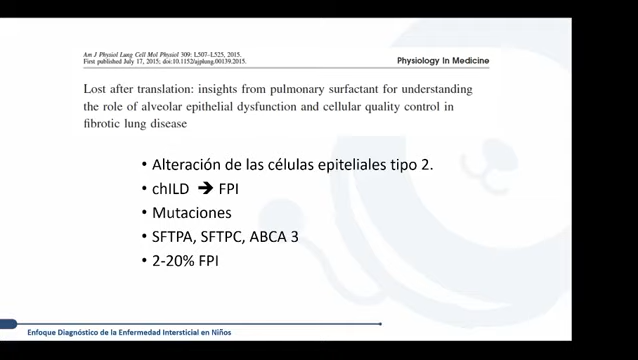 Am J Physiol Lung Cell Mol Physiol 309: L507–L525, 2015.
First published July 17, 2015; doi:10.1152/ajplung.00139.2015.
Physiology In Medicine
Lost after translation: insights from pulmonary surfactant for understanding
the role of alveolar epithelial dysfunction and cellular quality control in
fibrotic lung disease
• Alteración de las células epiteliales tipo 2.
• chILD ➔ FPI
• Mutaciones
• SFTPA, SFTPC, ABCA 3
• 2-20% FPI
Enfoque Diagnóstico de la Enfermedad Intersticial en Niños